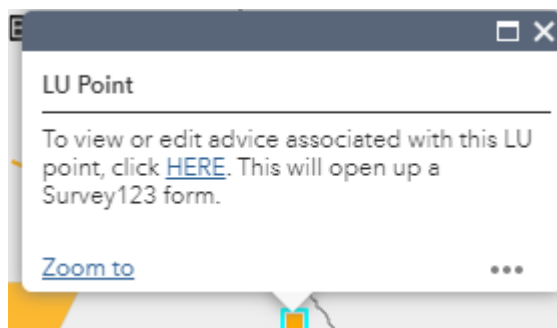 E
LU Point
To view or edit advice associated with this LU
point, click HERE. This will open up a
Survey123 form.
Zoom to